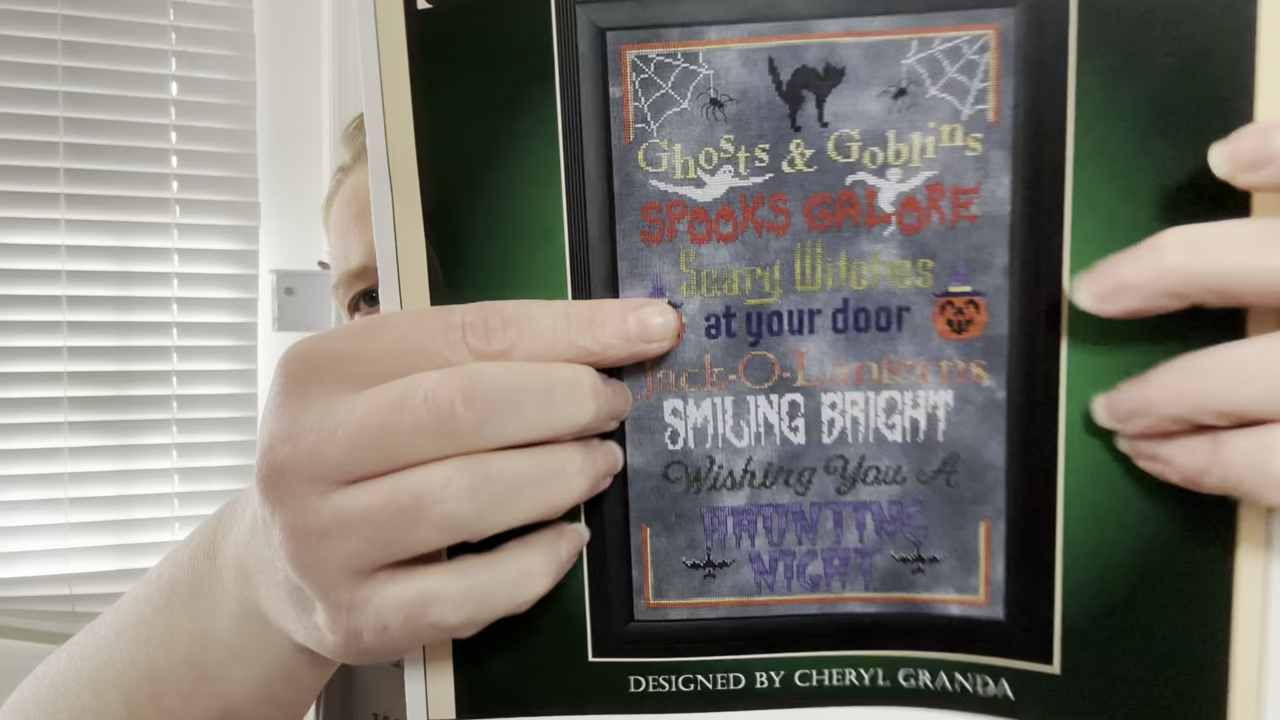 Ghosts & Goblins
SPOOKS GALORE
Scary Witches
at your door
Jack-O-Lanterns
SMILING BRIGHT
Wishing You A
HAUNTING
NIGHT
DESIGNED BY CHERYL GRANDA